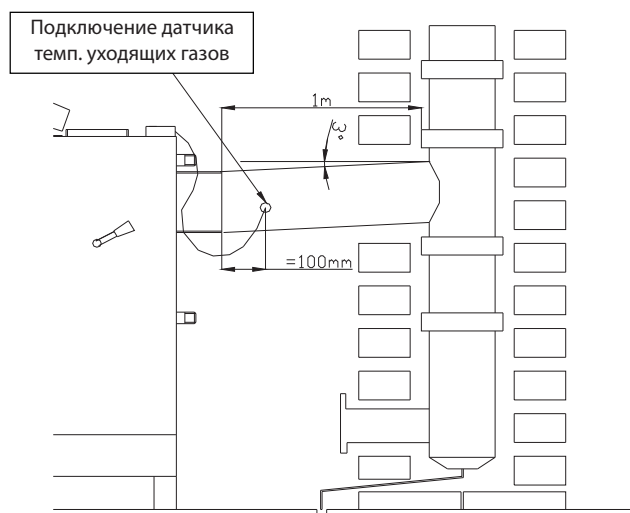 Подключение датчика
темп. уходящих газов
1m
3°
=100mm